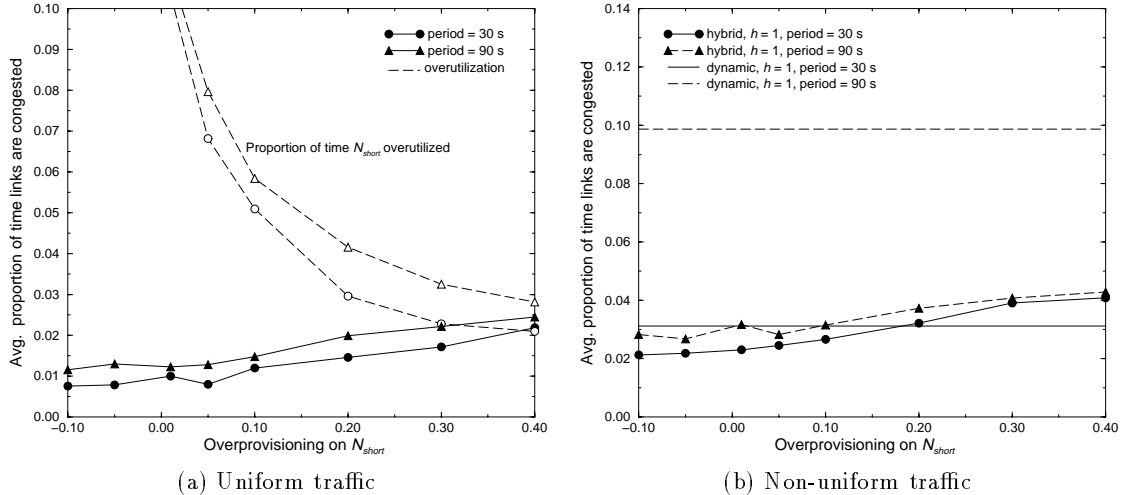 0.10
0.09
0.08
0.07
0.06
0.05
0.04
0.03
0.02
0.01
0.00
Avg. proportion of time links are congested
period = 30 s
period = 90 s
overutilization
Proportion of time N_short overutilized
−0.10 0.00 0.10 0.20 0.30 0.40
Overprovisioning on N_short
(a) Uniform traffic
0.14
0.12
0.10
0.08
0.06
0.04
0.02
0.00
Avg. proportion of time links are congested
hybrid, h = 1, period = 30 s
hybrid, h = 1, period = 90 s
dynamic, h = 1, period = 30 s
dynamic, h = 1, period = 90 s
−0.10 0.00 0.10 0.20 0.30 0.40
Overprovisioning on N_short
(b) Non-uniform traffic